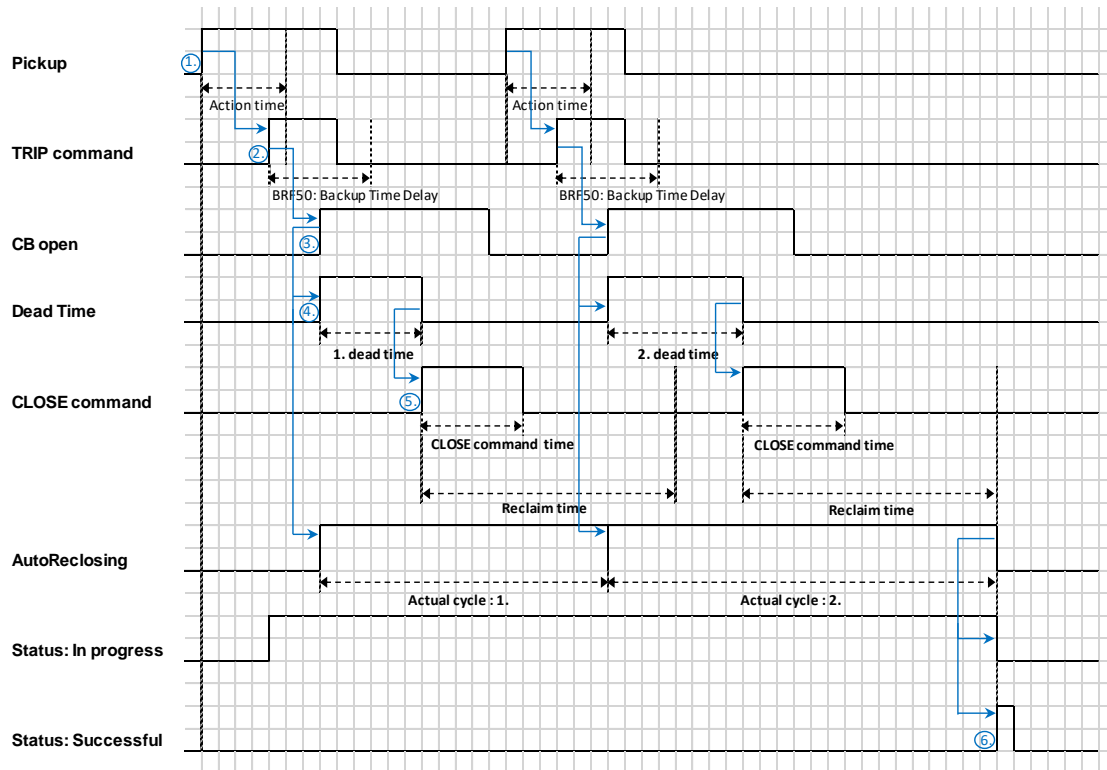 Pickup
1.
Action time
Action time
TRIP command
2.
BRF50: Backup Time Delay
BRF50: Backup Time Delay
CB open
3.
Dead Time
4.
1. dead time
2. dead time
CLOSE command
5.
CLOSE command time
CLOSE command time
Reclaim time
Reclaim time
AutoReclosing
Actual cycle : 1.
Actual cycle : 2.
Status: In progress
Status: Successful
6.